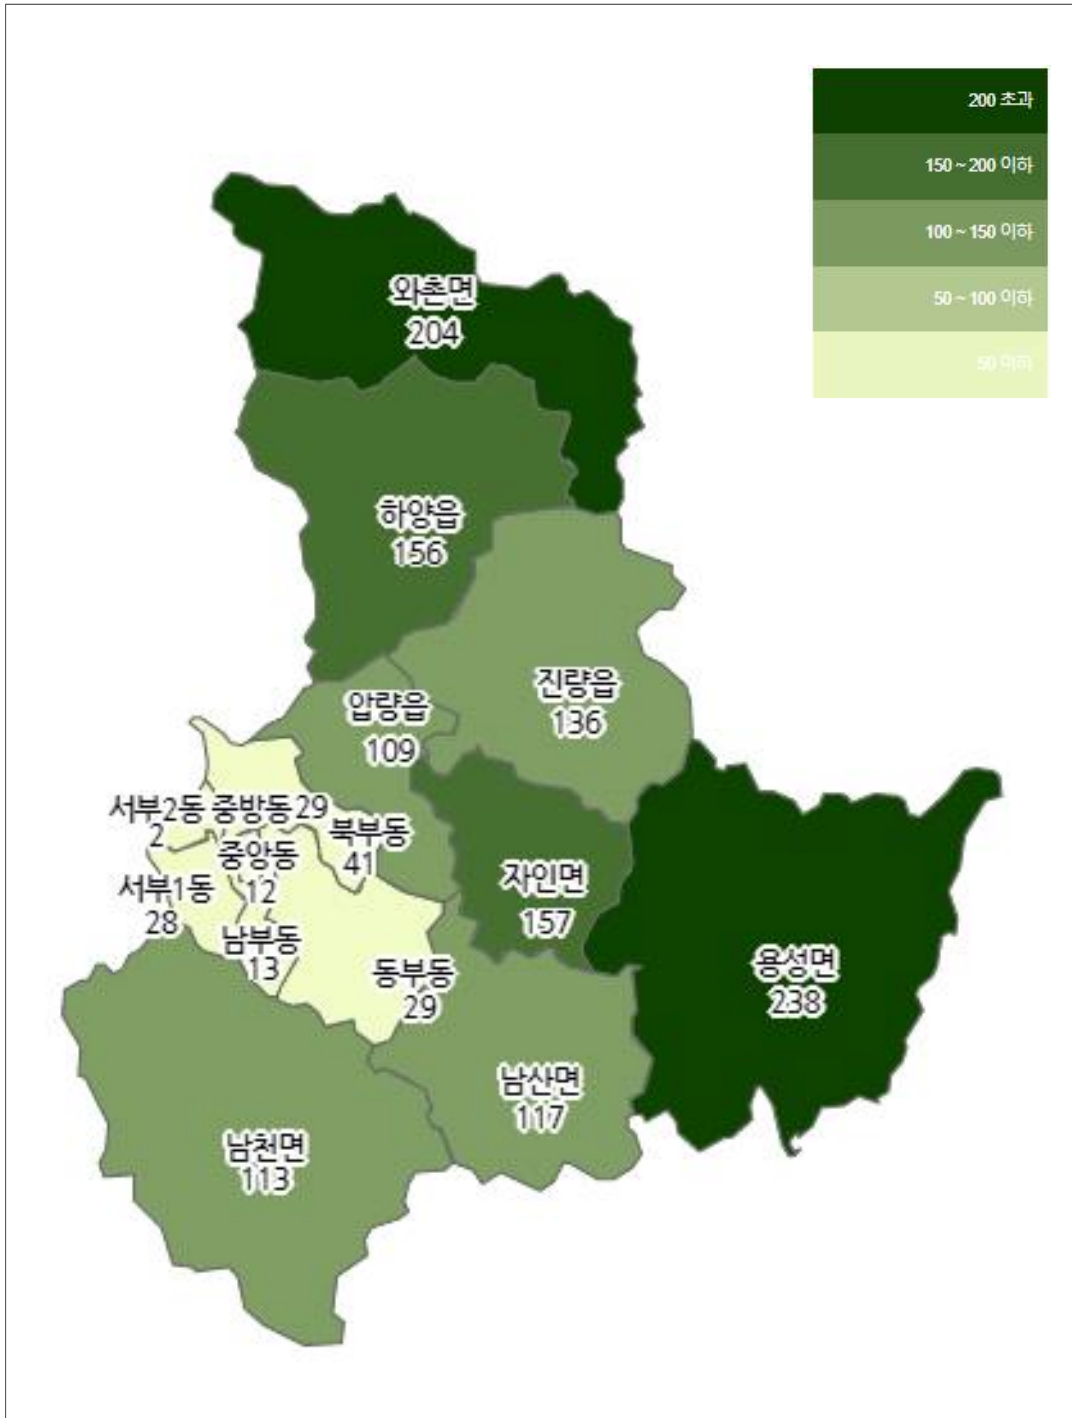 200 초과
150 ~ 200 이하
100 ~ 150 이하
50 ~ 100 이하
50 이하
와촌면
204
하양읍
156
진량읍
136
압량읍
109
서부2동
2
중방동 29
북부동
41
중앙동
12
서부1동
28
남부동
13
자인면
157
동부동
29
용성면
238
남산면
117
남천면
113